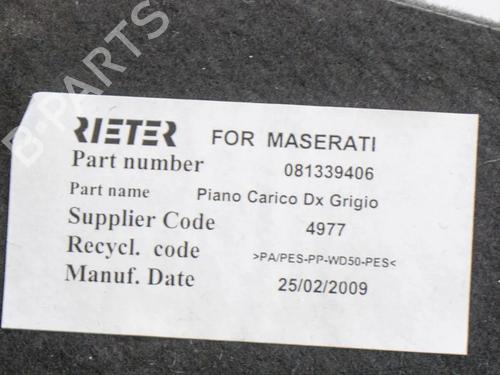 RIETER FOR MASERATI
Part number 081339406
Part name Piano Carico Dx Grigio
Supplier Code 4977
Recycl. code >PA/PES-PP-WD50-PES<
Manuf. Date 25/02/2009
B-PARTS